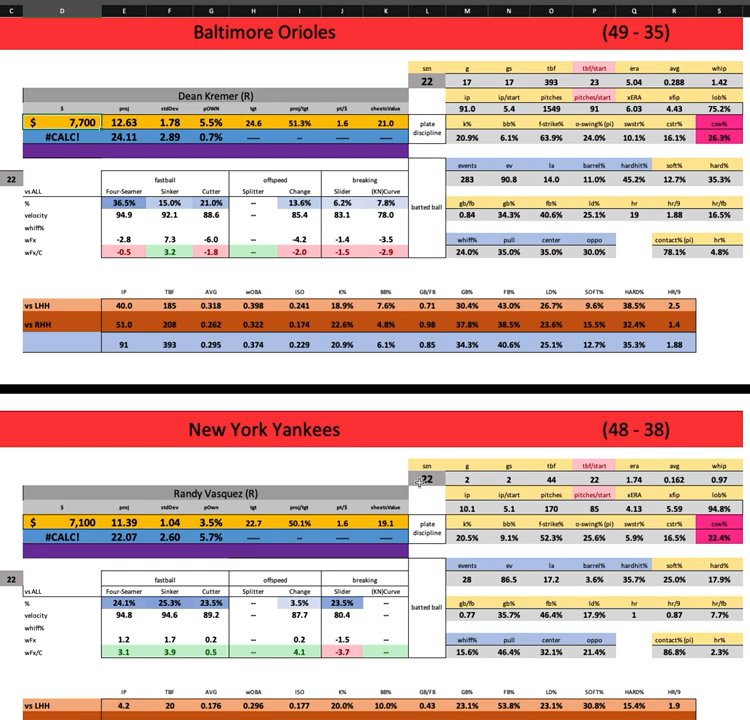 C D E F G H I J K L M N O P Q R S
Baltimore Orioles (49 - 35)
szn g gs tbf tbf/start era avg whip
22 17 17 393 23 5.04 0.288 1.42
Dean Kremer (R) ip ip/start pitches pitches/start xERA xfip lob%
$ proj stdDev pOWN tgt proj/tgt pt/$ sheetsValue 91.0 5.4 1549 91 6.03 4.43 75.2%
$ 7,700 12.63 1.78 5.5% 24.6 51.3% 1.6 21.0 plate discipline k% bb% f-strike% o-swing% (pi) swstr% cstr% csw%
#CALC! 24.11 2.89 0.7% ---- -- ---- ---- 20.9% 6.1% 63.9% 24.0% 10.1% 16.1% 26.3%
events ev la barrel% hardhit% soft% hard%
22 fastball offspeed breaking 283 90.8 14.0 11.0% 45.2% 12.7% 35.3%
vs ALL Four-Seamer Sinker Cutter Splitter Change Slider (KN)Curve
% 36.5% 15.0% 21.0% -- 13.6% 6.2% 7.8% batted ball gb/fb gb% fb% ld% hr hr/9 hr/fb
velocity 94.9 92.1 88.6 -- 85.4 83.1 78.0 0.84 34.3% 40.6% 25.1% 19 1.88 16.5%
whiff%
wFx -2.8 7.3 -6.0 -- -4.2 -1.4 -3.5 whiff% pull center oppo contact% (pi) hr%
wFx/C -0.5 3.2 -1.8 -- -2.0 -1.5 -2.9 24.0% 35.0% 35.0% 30.0% 78.1% 4.8%
IP TBF AVG wOBA ISO K% BB% GB/FB GB% FB% LD% SOFT% HARD% HR/9
vs LHH 40.0 185 0.318 0.398 0.241 18.9% 7.6% 0.71 30.4% 43.0% 26.7% 9.6% 38.5% 2.5
vs RHH 51.0 208 0.262 0.322 0.174 22.6% 4.8% 0.98 37.8% 38.5% 23.6% 15.5% 32.4% 1.4
91 393 0.295 0.374 0.229 20.9% 6.1% 0.85 34.3% 40.6% 25.1% 12.7% 35.3% 1.88
New York Yankees (48 - 38)
szn g gs tbf tbf/start era avg whip
22 2 2 44 22 1.74 0.162 0.97
Randy Vasquez (R) ip ip/start pitches pitches/start xERA xfip lob%
$ proj stdDev pOwn tgt proj/tgt pt/$ sheetsValue 10.1 5.1 170 85 4.13 5.59 94.8%
$ 7,100 11.39 1.04 3.5% 22.7 50.1% 1.6 19.1 plate discipline k% bb% f-strike% o-swing% (pi) swstr% cstr% csw%
#CALC! 22.07 2.60 5.7% ---- -- ---- ---- 20.5% 9.1% 52.3% 25.6% 5.9% 16.5% 22.4%
events ev la barrel% hardhit% soft% hard%
22 fastball offspeed breaking 28 86.5 17.2 3.6% 35.7% 25.0% 17.9%
vs ALL Four-Seamer Sinker Cutter Splitter Change Slider (KN)Curve
% 24.1% 25.3% 23.5% -- 3.5% 23.5% -- batted ball gb/fb gb% fb% ld% hr hr/9 hr/fb
velocity 94.8 94.6 89.2 -- 87.7 80.4 -- 0.77 35.7% 46.4% 17.9% 1 0.87 7.7%
whiff%
wFx 1.2 1.7 0.2 -- 0.2 -1.5 -- whiff% pull center oppo contact% (pi) hr%
wFx/C 3.1 3.9 0.5 -- 4.1 -3.7 -- 15.6% 46.4% 32.1% 21.4% 86.8% 2.3%
IP TBF AVG wOBA ISO K% BB% GB/FB GB% FB% LD% SOFT% HARD% HR/9
vs LHH 4.2 20 0.176 0.296 0.177 20.0% 10.0% 0.43 23.1% 53.8% 23.1% 30.8% 15.4% 1.9